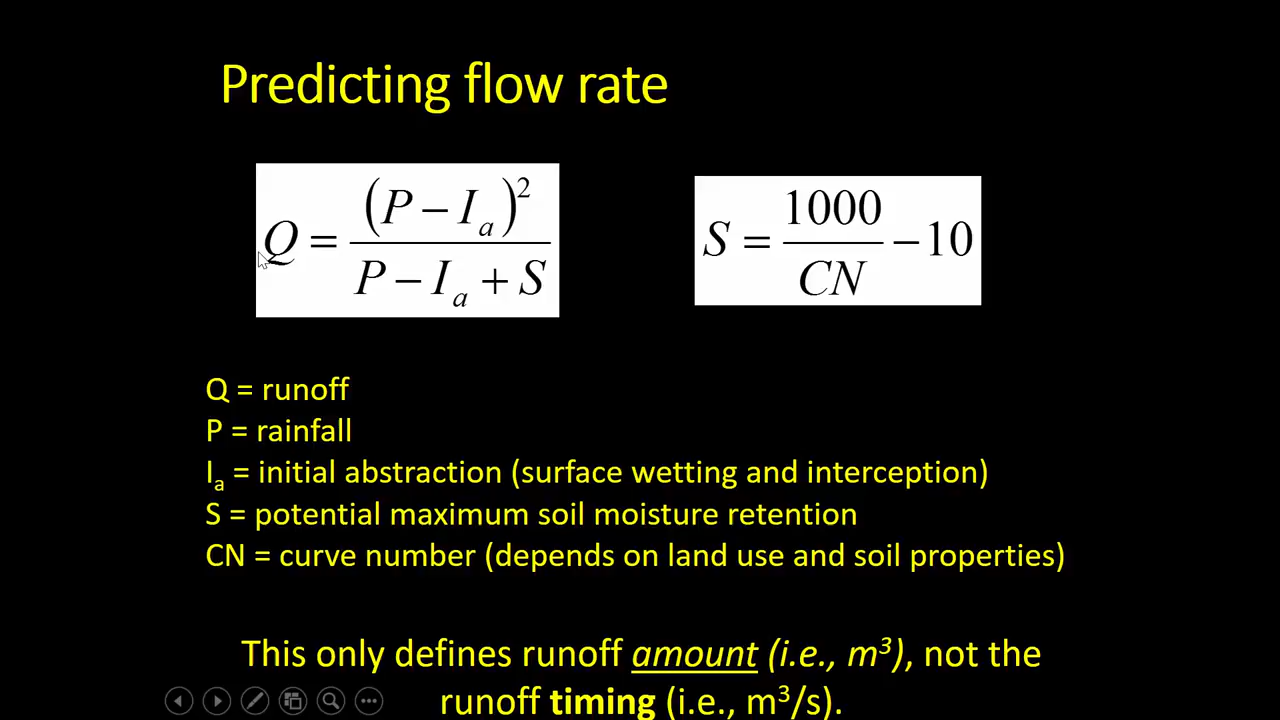 Predicting flow rate
Q = (P − Iₐ)² / (P − Iₐ + S)
S = 1000 / CN − 10
Q = runoff
P = rainfall
Iₐ = initial abstraction (surface wetting and interception)
S = potential maximum soil moisture retention
CN = curve number (depends on land use and soil properties)
This only defines runoff amount (i.e., m³), not the
runoff timing (i.e., m³/s).